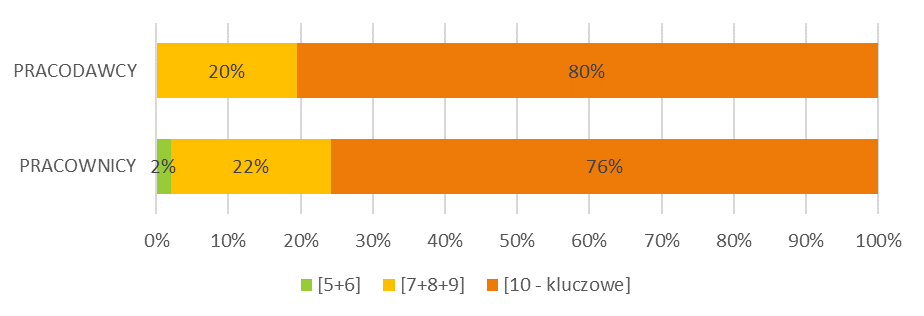 PRACODAWCY 20% 80%
PRACOWNICY 2% 22% 76%
0% 10% 20% 30% 40% 50% 60% 70% 80% 90% 100%
[5+6] [7+8+9] [10 - kluczowe]